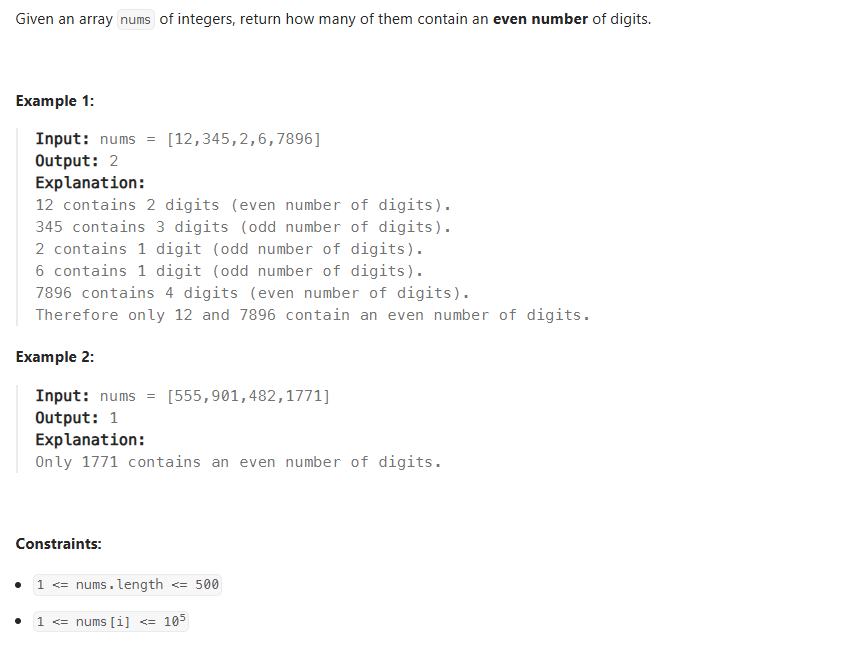 Given an array nums of integers, return how many of them contain an even number of digits.
Example 1:
Input: nums = [12,345,2,6,7896]
Output: 2
Explanation:
12 contains 2 digits (even number of digits).
345 contains 3 digits (odd number of digits).
2 contains 1 digit (odd number of digits).
6 contains 1 digit (odd number of digits).
7896 contains 4 digits (even number of digits).
Therefore only 12 and 7896 contain an even number of digits.
Example 2:
Input: nums = [555,901,482,1771]
Output: 1
Explanation:
Only 1771 contains an even number of digits.
Constraints:
• 1 <= nums.length <= 500
• 1 <= nums[i] <= 10⁵